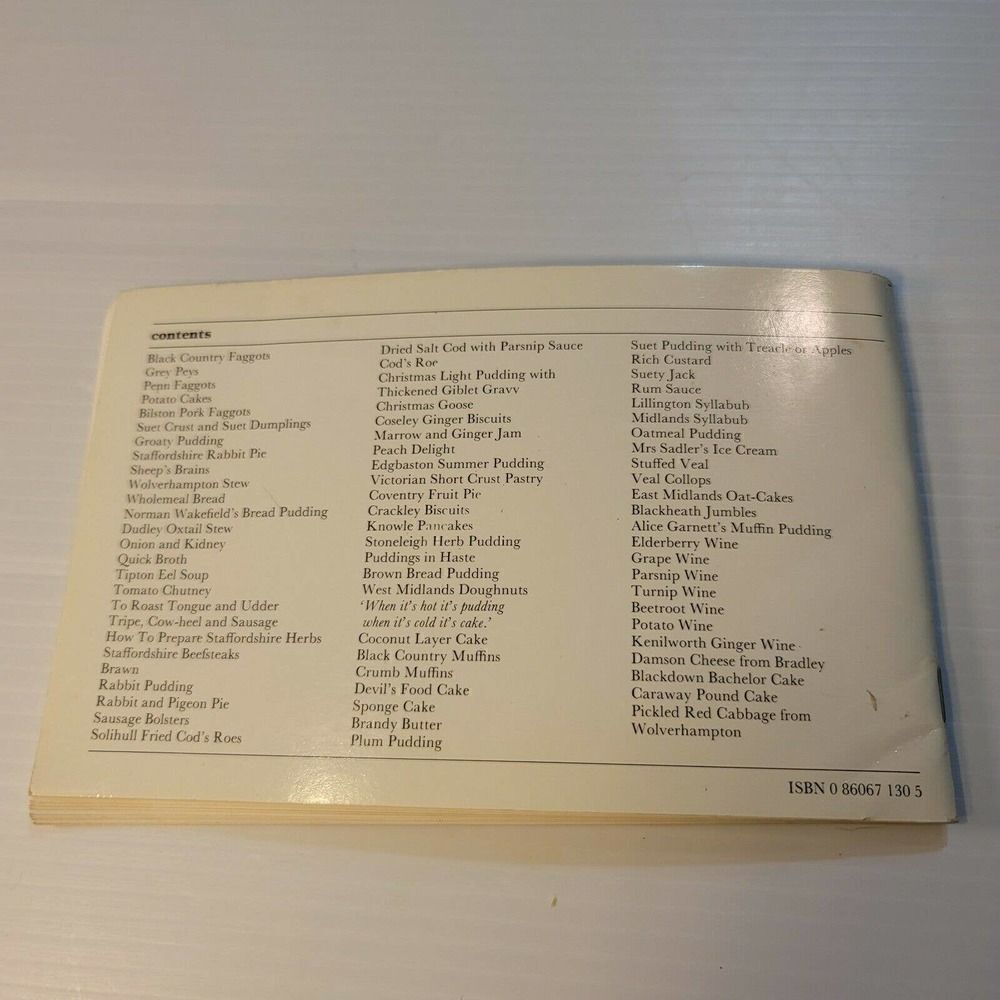 contents
Black Country Faggots
Grey Peys
Penn Faggots
Potato Cakes
Bilston Pork Faggots
Suet Crust and Suet Dumplings
Groaty Pudding
Staffordshire Rabbit Pie
Sheep's Brains
Wolverhampton Stew
Wholemeal Bread
Norman Wakefield's Bread Pudding
Dudley Oxtail Stew
Onion and Kidney
Quick Broth
Tipton Eel Soup
Tomato Chutney
To Roast Tongue and Udder
Tripe, Cow-heel and Sausage
How To Prepare Staffordshire Herbs
Staffordshire Beefsteaks
Brawn
Rabbit Pudding
Rabbit and Pigeon Pie
Sausage Bolsters
Solihull Fried Cod's Roes
Dried Salt Cod with Parsnip Sauce
Cod's Roe
Christmas Light Pudding with
Thickened Giblet Gravy
Christmas Goose
Coseley Ginger Biscuits
Marrow and Ginger Jam
Peach Delight
Edgbaston Summer Pudding
Victorian Short Crust Pastry
Coventry Fruit Pie
Crackley Biscuits
Knowle Pancakes
Stoneleigh Herb Pudding
Puddings in Haste
Brown Bread Pudding
West Midlands Doughnuts
'When it's hot it's pudding
when it's cold it's cake.'
Coconut Layer Cake
Black Country Muffins
Crumb Muffins
Devil's Food Cake
Sponge Cake
Brandy Butter
Plum Pudding
Suet Pudding with Treacle or Apples
Rich Custard
Suety Jack
Rum Sauce
Lillington Syllabub
Midlands Syllabub
Oatmeal Pudding
Mrs Sadler's Ice Cream
Stuffed Veal
Veal Collops
East Midlands Oat-Cakes
Blackheath Jumbles
Alice Garnett's Muffin Pudding
Elderberry Wine
Grape Wine
Parsnip Wine
Turnip Wine
Beetroot Wine
Potato Wine
Kenilworth Ginger Wine
Damson Cheese from Bradley
Blackdown Bachelor Cake
Caraway Pound Cake
Pickled Red Cabbage from
Wolverhampton
ISBN 0 86067 130 5